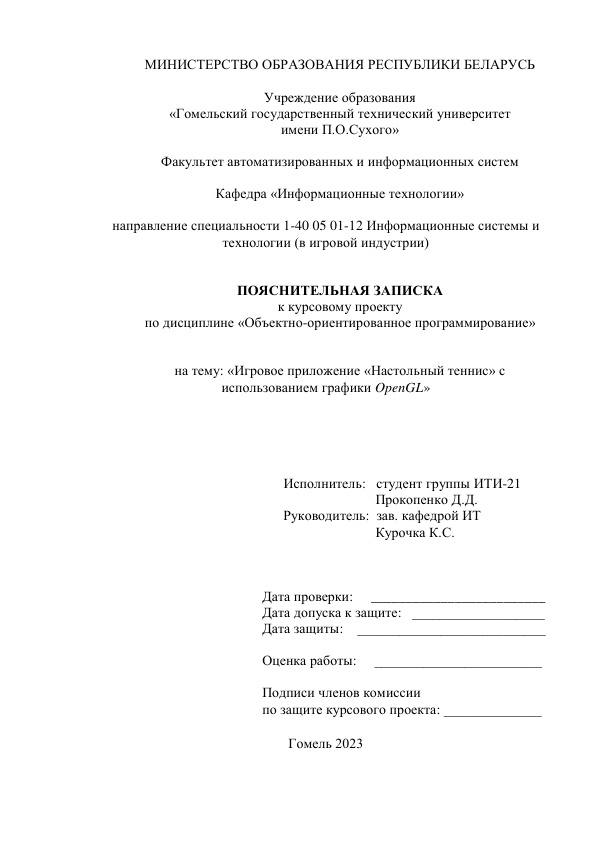 МИНИСТЕРСТВО ОБРАЗОВАНИЯ РЕСПУБЛИКИ БЕЛАРУСЬ
Учреждение образования
«Гомельский государственный технический университет
имени П.О.Сухого»
Факультет автоматизированных и информационных систем
Кафедра «Информационные технологии»
направление специальности 1-40 05 01-12 Информационные системы и
технологии (в игровой индустрии)
ПОЯСНИТЕЛЬНАЯ ЗАПИСКА
к курсовому проекту
по дисциплине «Объектно-ориентированное программирование»
на тему: «Игровое приложение «Настольный теннис» с
использованием графики OpenGL»
Исполнитель: студент группы ИТИ-21
Прокопенко Д.Д.
Руководитель: зав. кафедрой ИТ
Курочка К.С.
Дата проверки: _________________________
Дата допуска к защите: ___________________
Дата защиты: ___________________________
Оценка работы: ________________________
Подписи членов комиссии
по защите курсового проекта: ______________
Гомель 2023